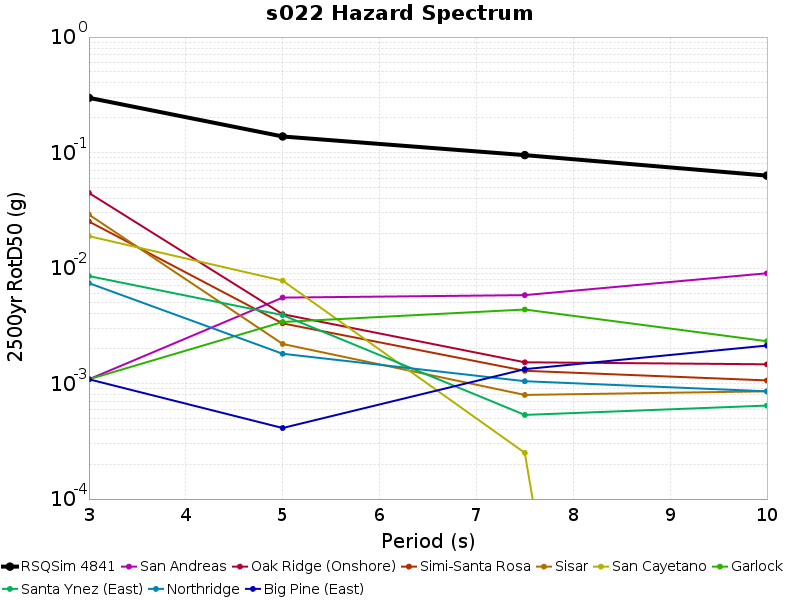 s022 Hazard Spectrum
2500yr RotD50 (g)
10^0
10^-1
10^-2
10^-3
10^-4
3 4 5 6 7 8 9 10
Period (s)
RSQSim 4841 San Andreas Oak Ridge (Onshore) Simi-Santa Rosa Sisar San Cayetano Garlock
Santa Ynez (East) Northridge Big Pine (East)